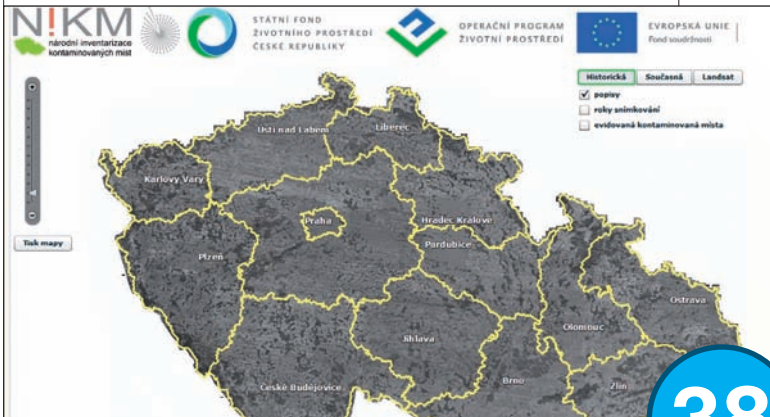 NIKM
národní inventarizace
kontaminovaných míst
STÁTNÍ FOND
ŽIVOTNÍHO PROSTŘEDÍ
ČESKÉ REPUBLIKY
OPERAČNÍ PROGRAM
ŽIVOTNÍ PROSTŘEDÍ
EVROPSKÁ UNIE
Fond soudržnosti
Historická Současná Landsat
popisy
roky snímkování
evidovaná kontaminovaná místa
Tisk mapy
Ústí nad Labem
Liberec
Karlovy Vary
Praha
Hradec Králové
Plzeň
Pardubice
Ostrava
Jihlava
Olomouc
České Budějovice
Brno
Zlín
38